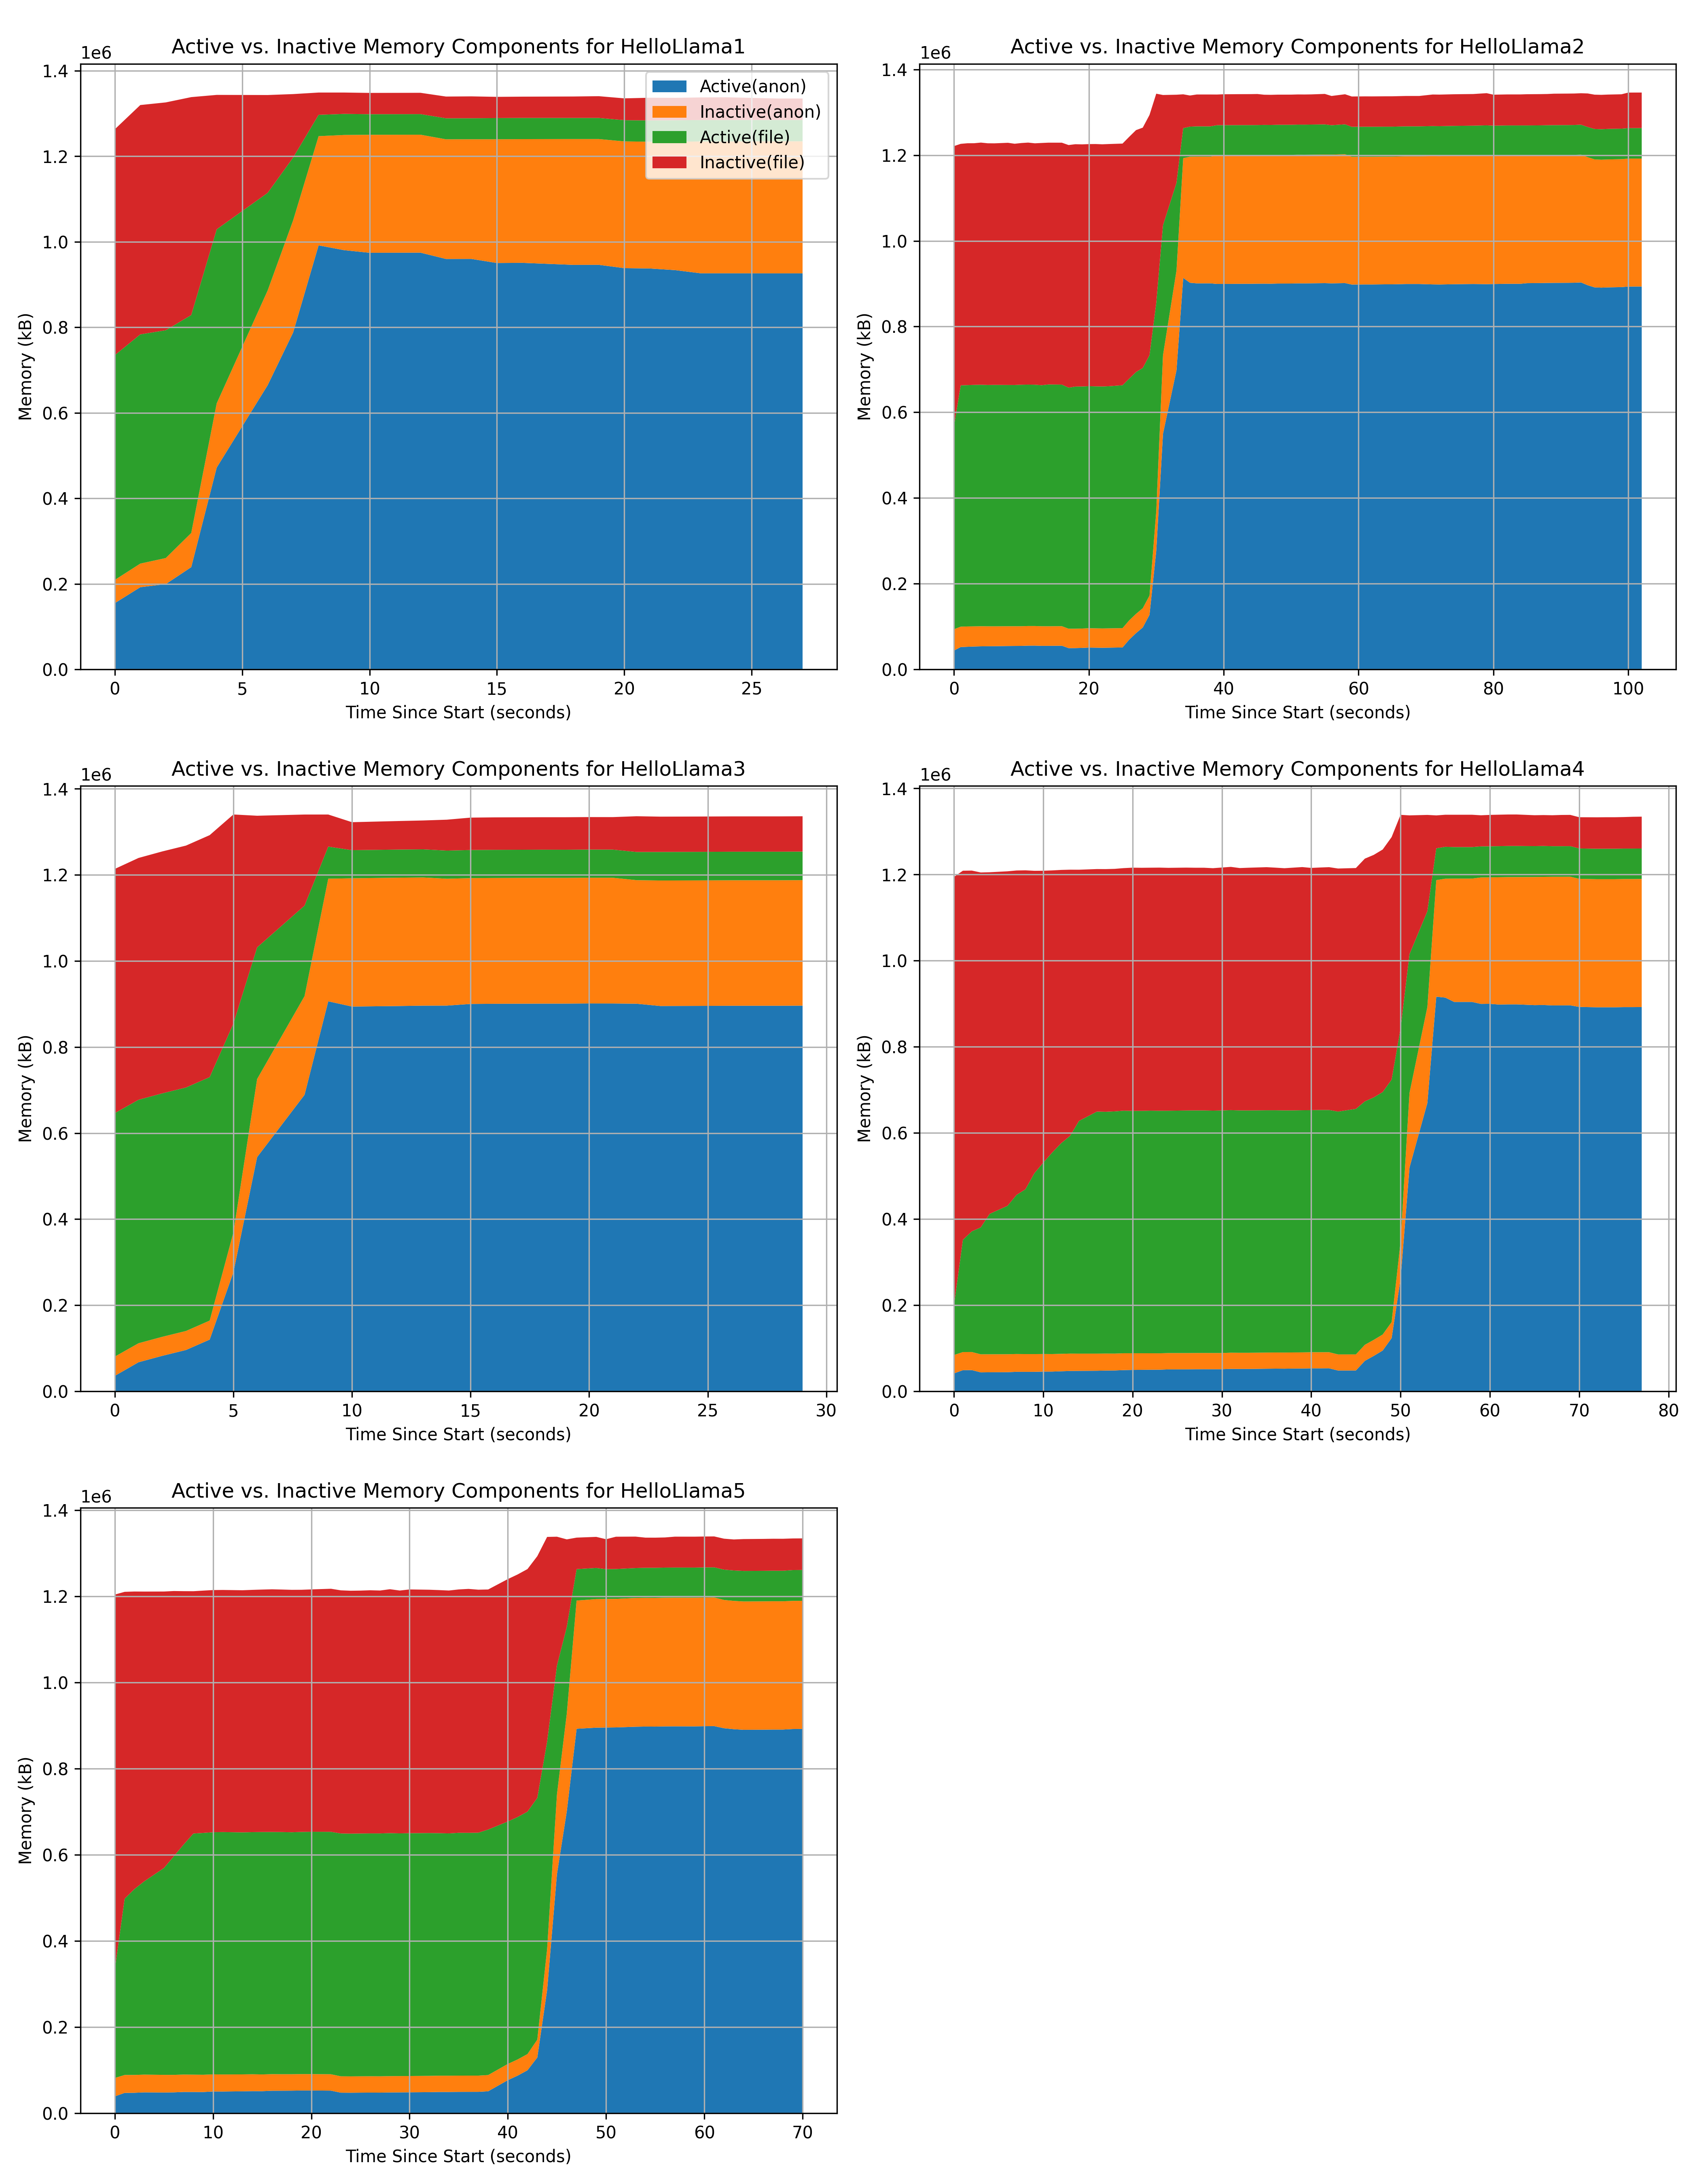 Active vs. Inactive Memory Components for HelloLlama1
1e6
1.4
1.2
1.0
0.8
0.6
0.4
0.2
0.0
Memory (kB)
Active(anon)
Inactive(anon)
Active(file)
Inactive(file)
0 5 10 15 20 25
Time Since Start (seconds)
Active vs. Inactive Memory Components for HelloLlama2
1e6
1.4
1.2
1.0
0.8
0.6
0.4
0.2
0.0
Memory (kB)
0 20 40 60 80 100
Time Since Start (seconds)
Active vs. Inactive Memory Components for HelloLlama3
1e6
1.4
1.2
1.0
0.8
0.6
0.4
0.2
0.0
Memory (kB)
0 5 10 15 20 25 30
Time Since Start (seconds)
Active vs. Inactive Memory Components for HelloLlama4
1e6
1.4
1.2
1.0
0.8
0.6
0.4
0.2
0.0
Memory (kB)
0 10 20 30 40 50 60 70 80
Time Since Start (seconds)
Active vs. Inactive Memory Components for HelloLlama5
1e6
1.4
1.2
1.0
0.8
0.6
0.4
0.2
0.0
Memory (kB)
0 10 20 30 40 50 60 70
Time Since Start (seconds)